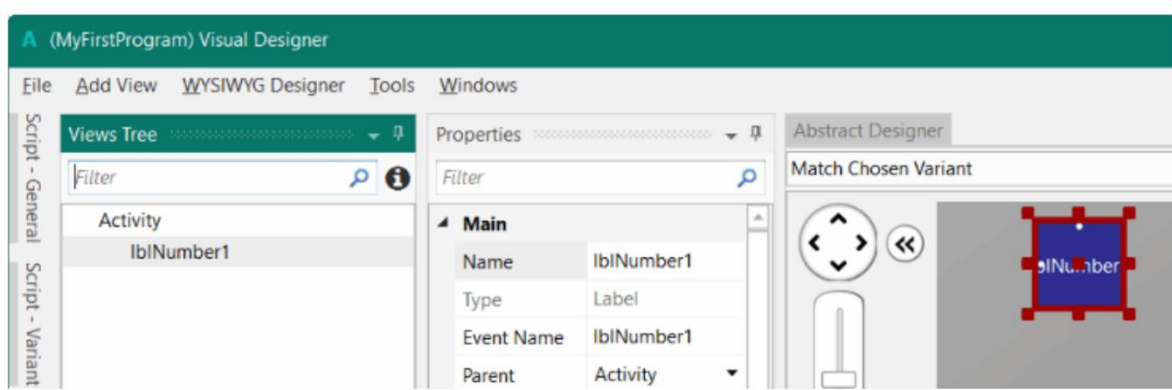 A (MyFirstProgram) Visual Designer
File Add View WYSIWYG Designer Tools Windows
Script - General
Script - Variant
Views Tree
Filter
Activity
lblNumber1
Properties
Filter
Main
Name lblNumber1
Type Label
Event Name lblNumber1
Parent Activity
Abstract Designer
Match Chosen Variant